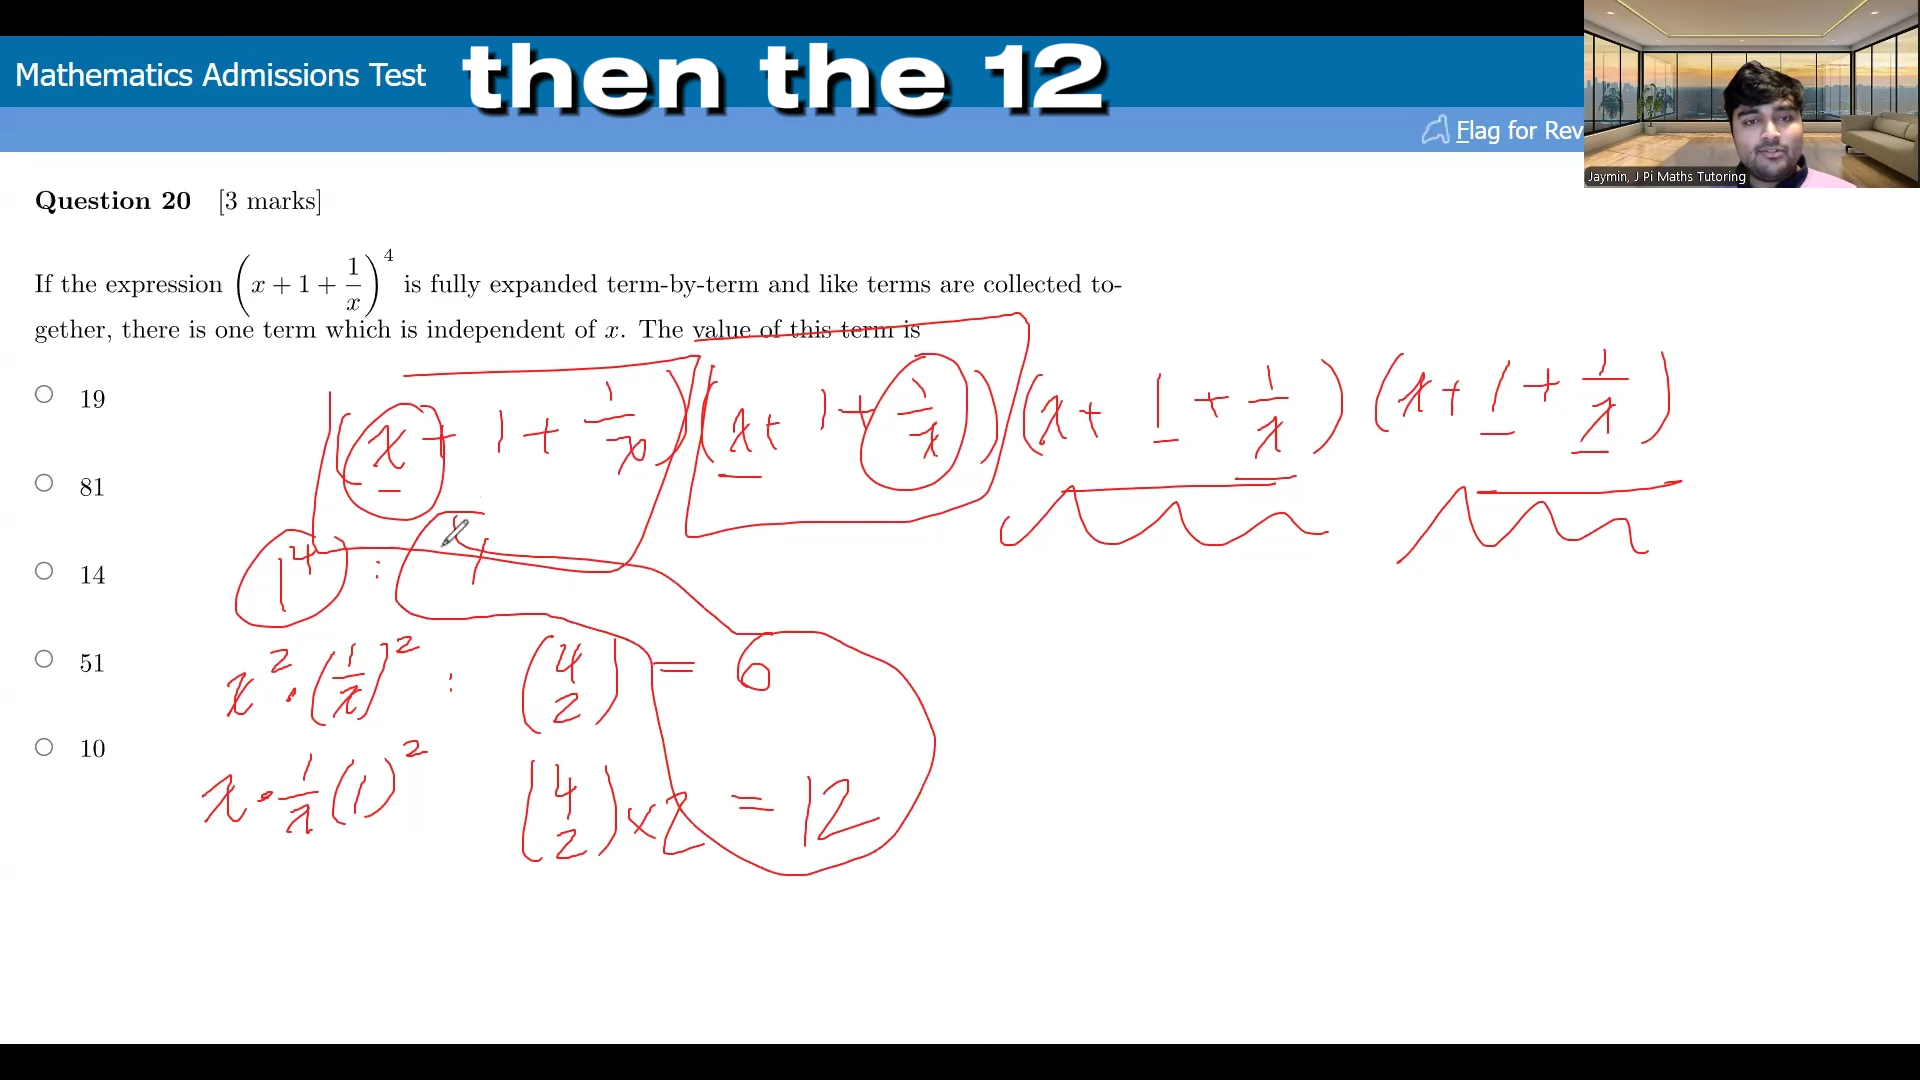 Mathematics Admissions Test
then the 12
Flag for Rev
Jaymin, J Pi Maths Tutoring
Question 20 [3 marks]
If the expression (x + 1 + 1/x)^4 is fully expanded term-by-term and like terms are collected to-
gether, there is one term which is independent of x. The value of this term is
19
81
14
51
10
(x + 1 + 1/x)(x + 1 + 1/x)(x + 1 + 1/x)(x + 1 + 1/x)
1^4 : 1
x^2 · (1/x)^2 : (4 2) = 6
x · 1/x (1)^2 (4 2) × 2 = 12